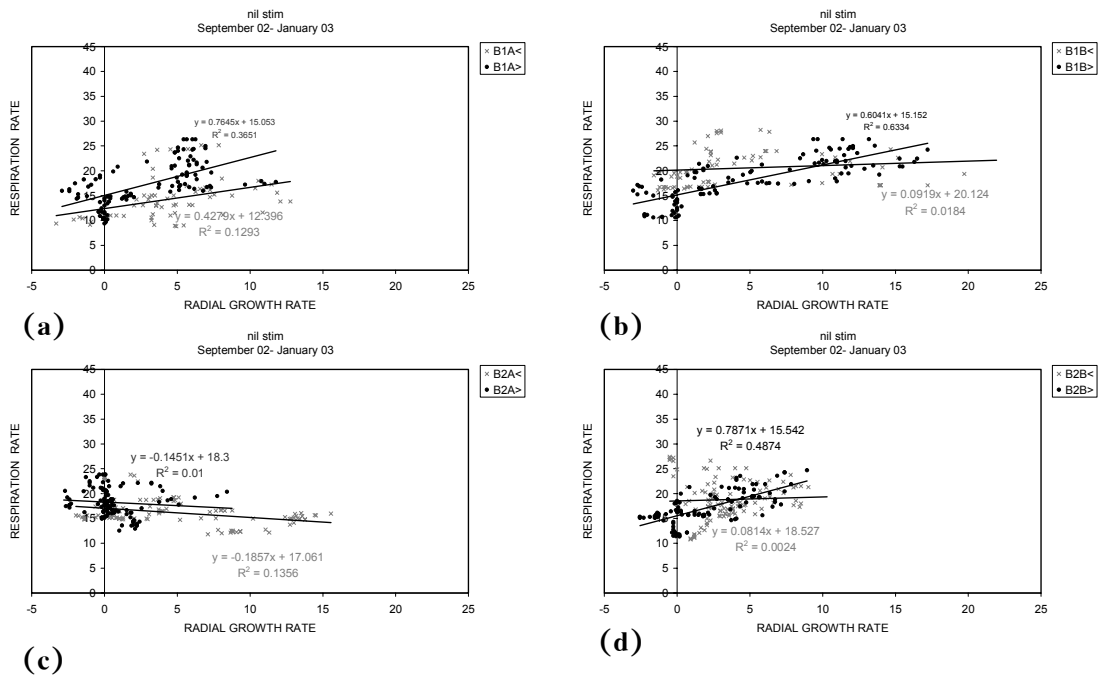 (a)
nil stim
September 02- January 03
RESPIRATION RATE
45
40
35
30
25
20
15
10
5
0
-5 0 5 10 15 20 25
RADIAL GROWTH RATE
y = 0.7645x + 15.053
R² = 0.3651
y = 0.4279x + 12.396
R² = 0.1293
B1A<
B1A>
(b)
nil stim
September 02- January 03
RESPIRATION RATE
45
40
35
30
25
20
15
10
5
0
-5 0 5 10 15 20 25
RADIAL GROWTH RATE
y = 0.6041x + 15.152
R² = 0.6334
y = 0.0919x + 20.124
R² = 0.0184
B1B<
B1B>
(c)
nil stim
September 02- January 03
RESPIRATION RATE
45
40
35
30
25
20
15
10
5
0
-5 0 5 10 15 20 25
RADIAL GROWTH RATE
y = -0.1451x + 18.3
R² = 0.01
y = -0.1857x + 17.061
R² = 0.1356
B2A<
B2A>
(d)
nil stim
September 02- January 03
RESPIRATION RATE
45
40
35
30
25
20
15
10
5
0
-5 0 5 10 15 20 25
RADIAL GROWTH RATE
y = 0.7871x + 15.542
R² = 0.4874
y = 0.0814x + 18.527
R² = 0.0024
B2B<
B2B>